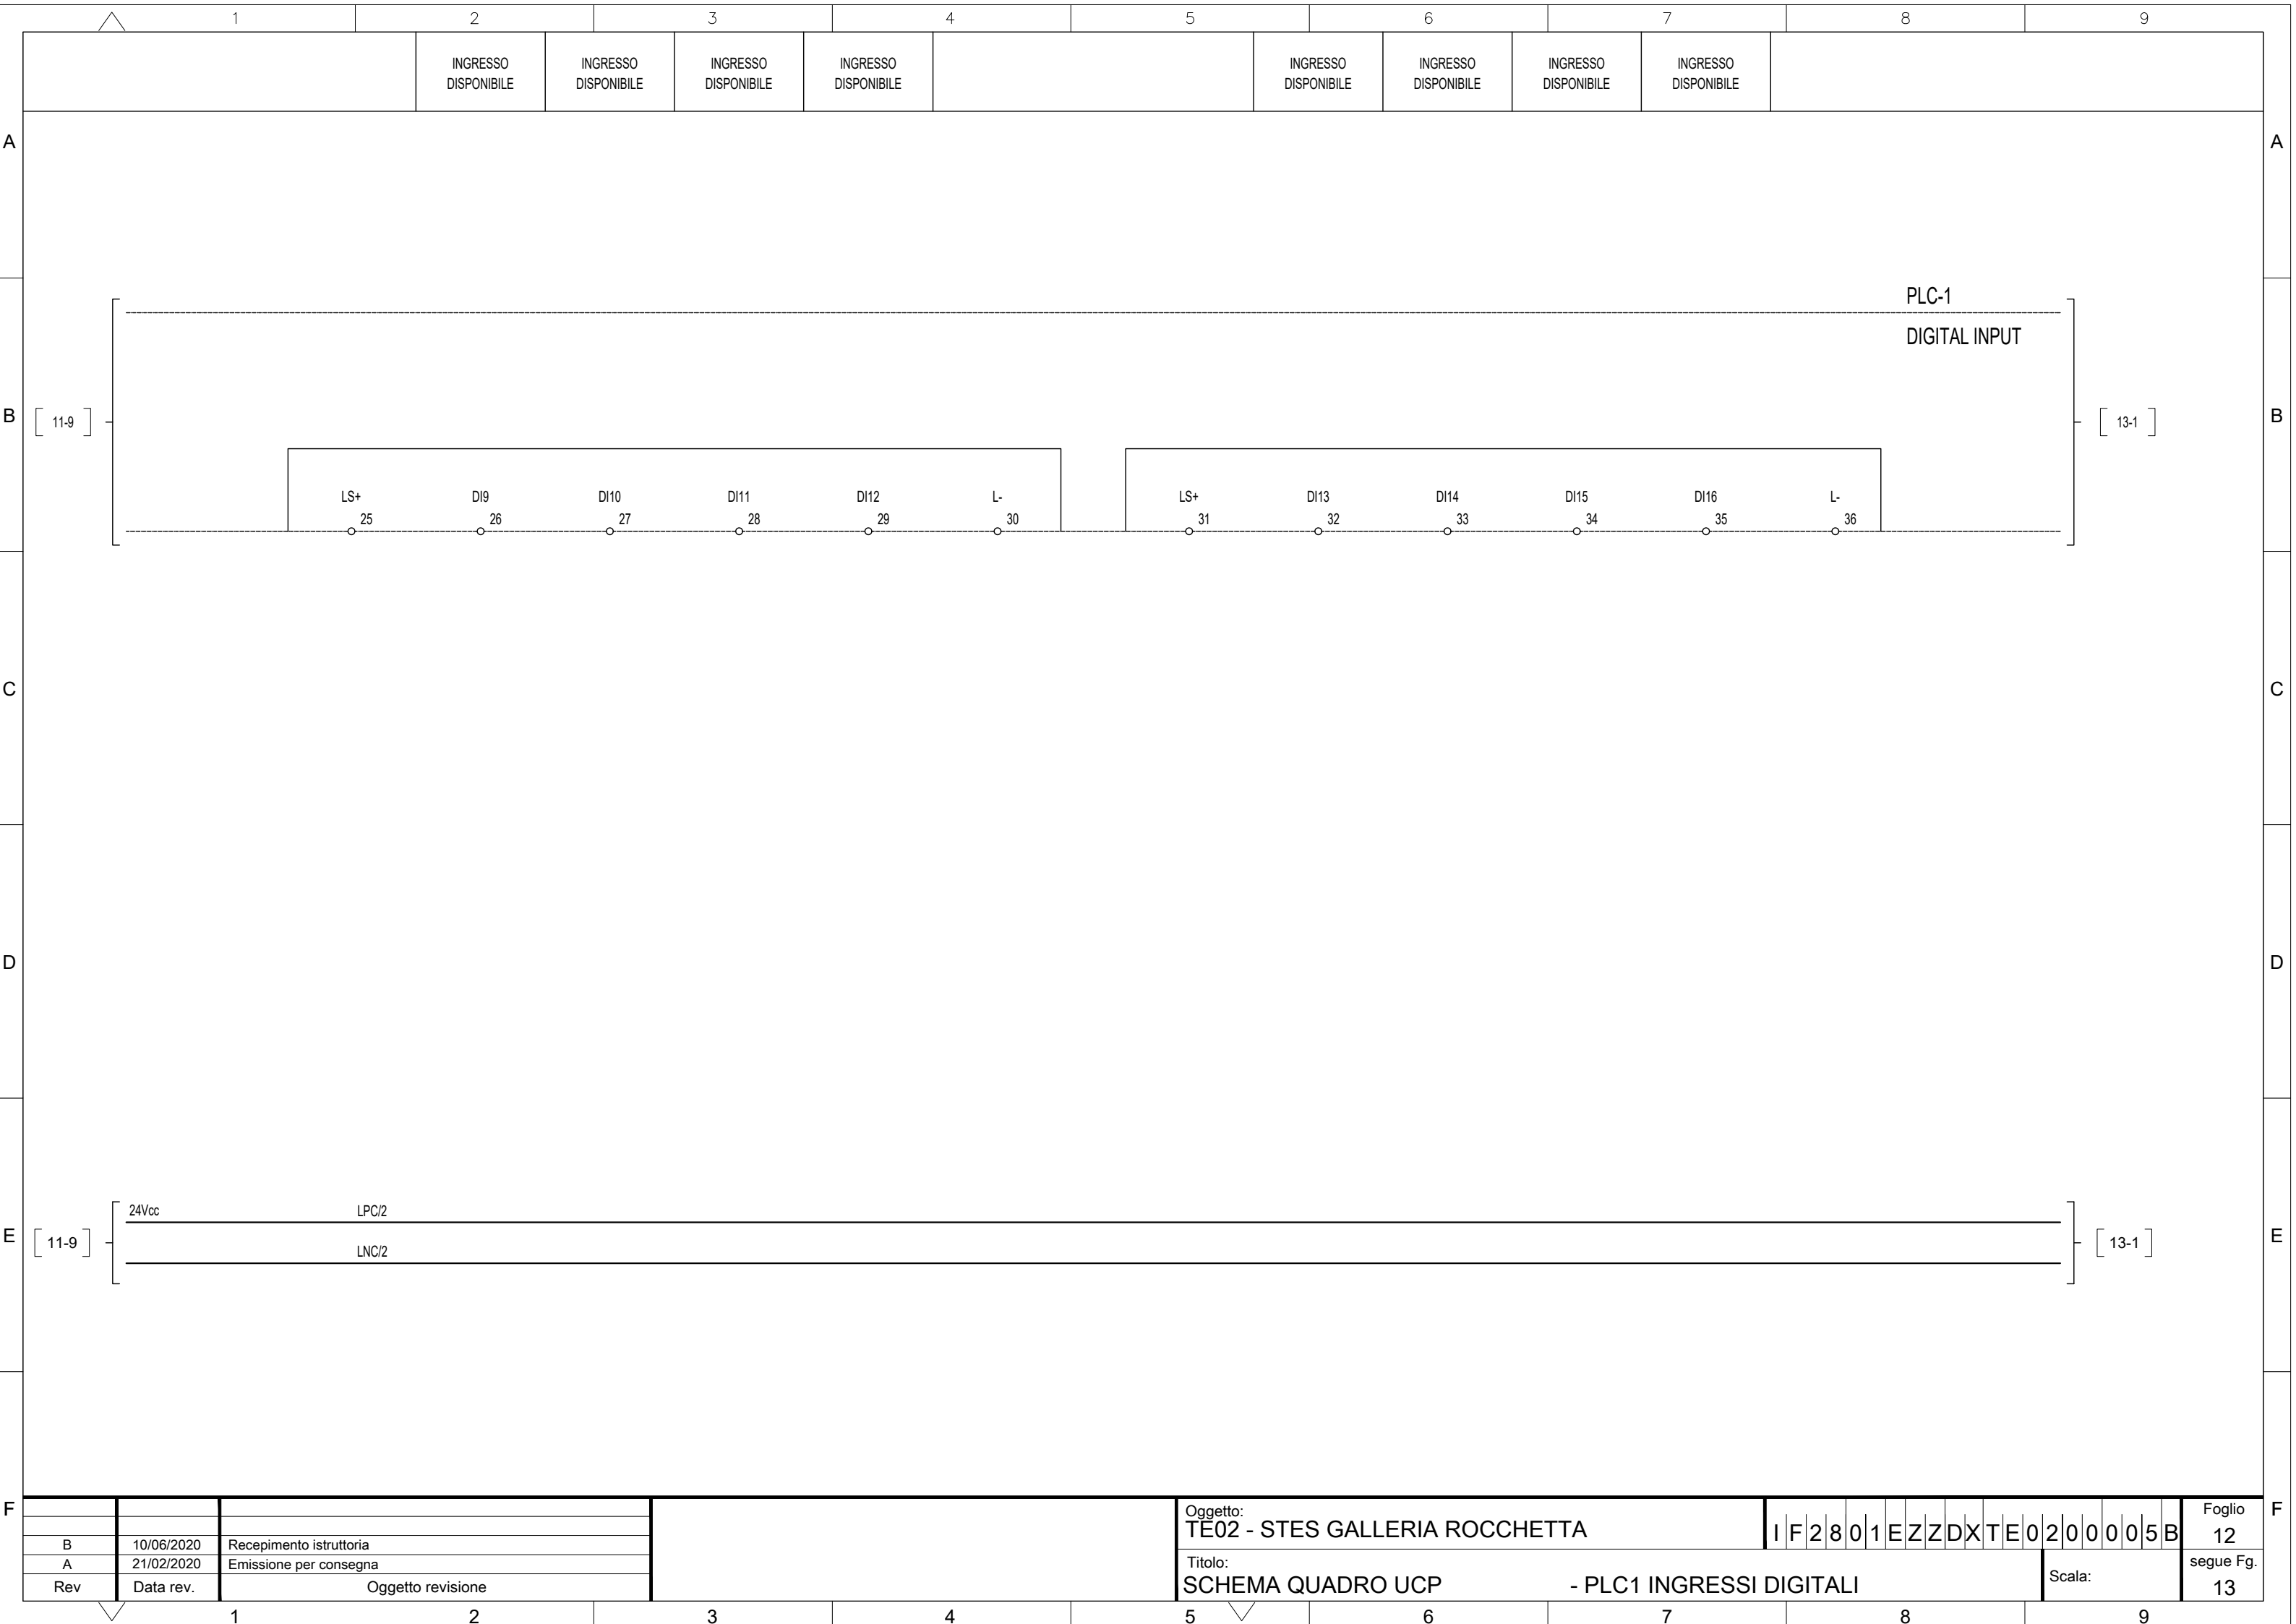 1 2 3 4 5 6 7 8 9
INGRESSO INGRESSO INGRESSO INGRESSO INGRESSO INGRESSO INGRESSO INGRESSO
DISPONIBILE DISPONIBILE DISPONIBILE DISPONIBILE DISPONIBILE DISPONIBILE DISPONIBILE DISPONIBILE
A A
PLC-1
DIGITAL INPUT
B 11-9 13-1 B
LS+ DI9 DI10 DI11 DI12 L- LS+ DI13 DI14 DI15 DI16 L-
25 26 27 28 29 30 31 32 33 34 35 36
C C
D D
24Vcc LPC/2
E 11-9 13-1 E
LNC/2
F F
Oggetto:
TE02 - STES GALLERIA ROCCHETTA
IF2801EZZDXTE0200005B
Foglio
12
B 10/06/2020 Recepimento istruttoria
A 21/02/2020 Emissione per consegna
Rev Data rev. Oggetto revisione
Titolo:
SCHEMA QUADRO UCP - PLC1 INGRESSI DIGITALI
Scala:
segue Fg.
13
1 2 3 4 5 6 7 8 9